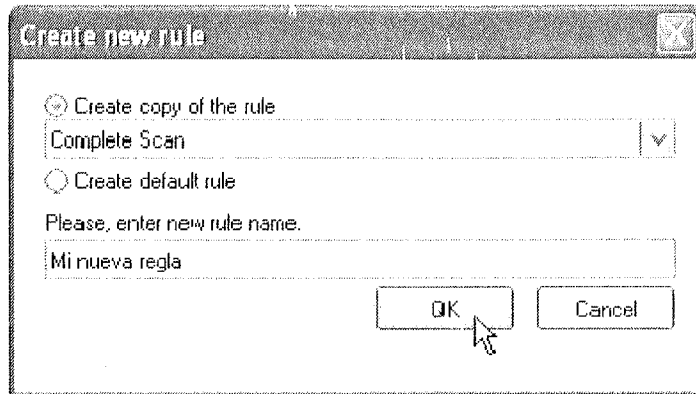 Create new rule
Create copy of the rule
Complete Scan
Create default rule
Please, enter new rule name.
Mi nueva regla
OK
Cancel